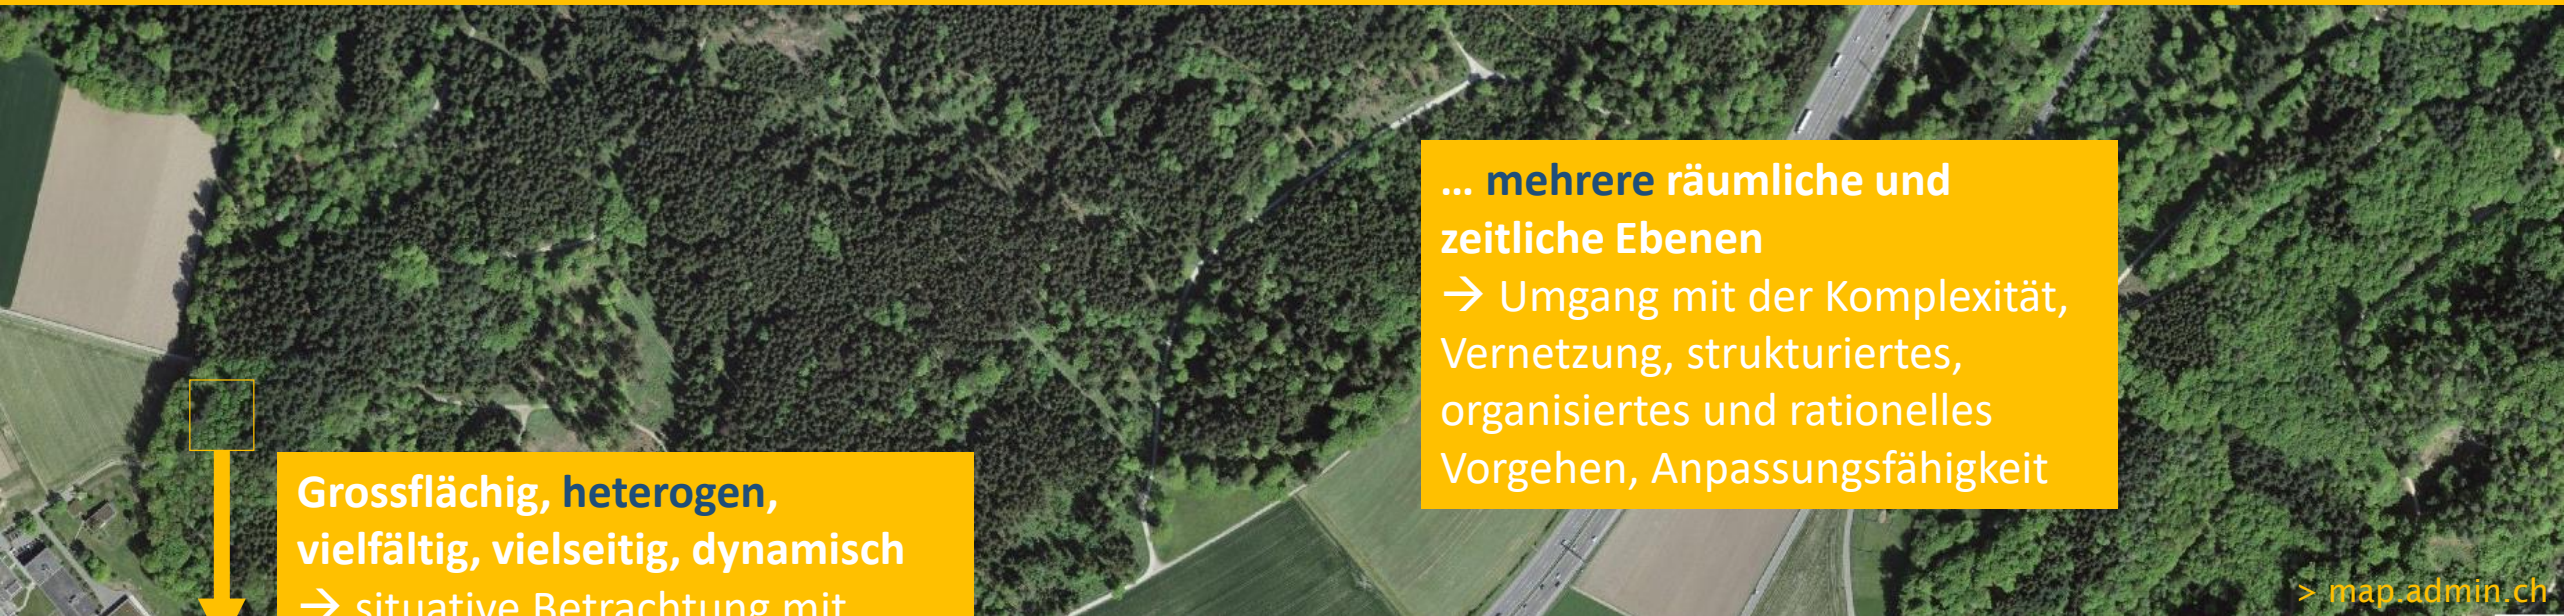 … mehrere räumliche und
zeitliche Ebenen
→ Umgang mit der Komplexität,
Vernetzung, strukturiertes,
organisiertes und rationelles
Vorgehen, Anpassungsfähigkeit
Grossflächig, heterogen,
vielfältig, vielseitig, dynamisch
→ situative Betrachtung mit
> map.admin.ch